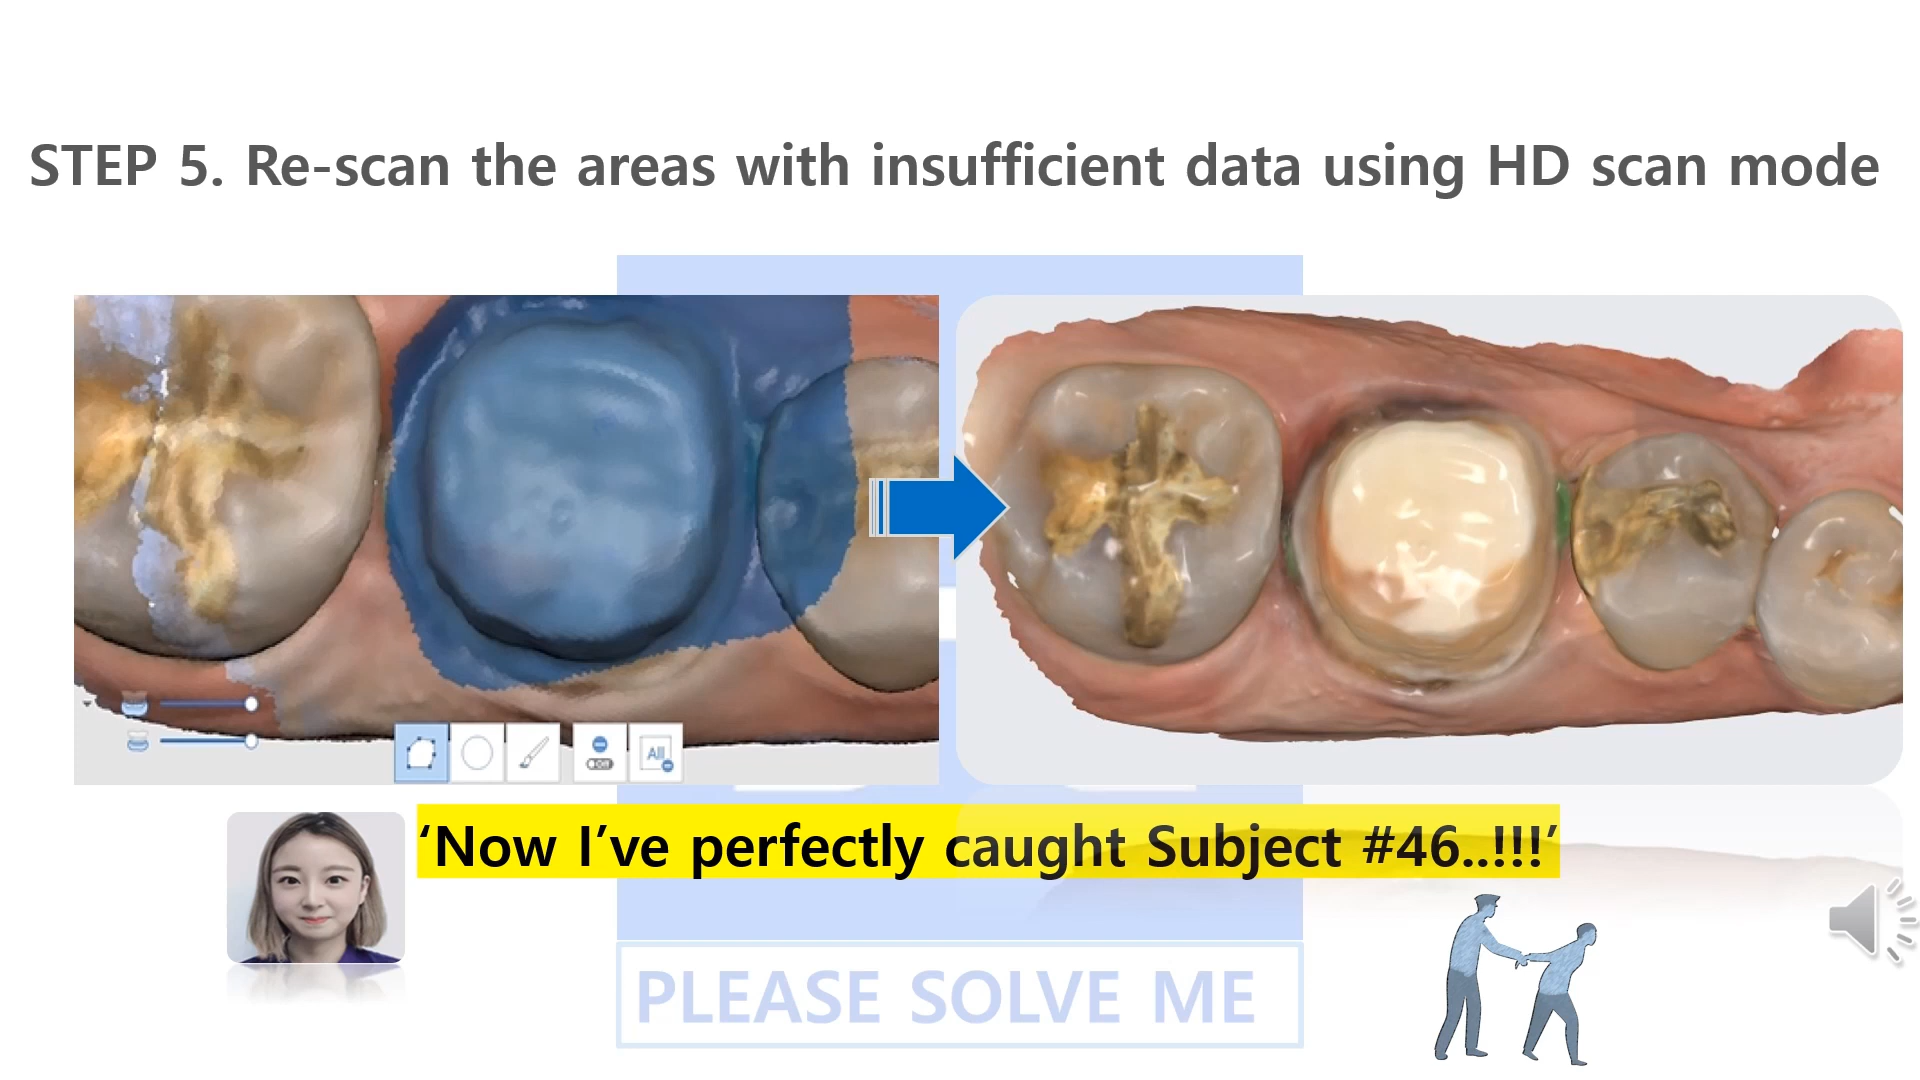 STEP 5. Re-scan the areas with insufficient data using HD scan mode
All
‘Now I’ve perfectly caught Subject #46..!!!’
PLEASE SOLVE ME